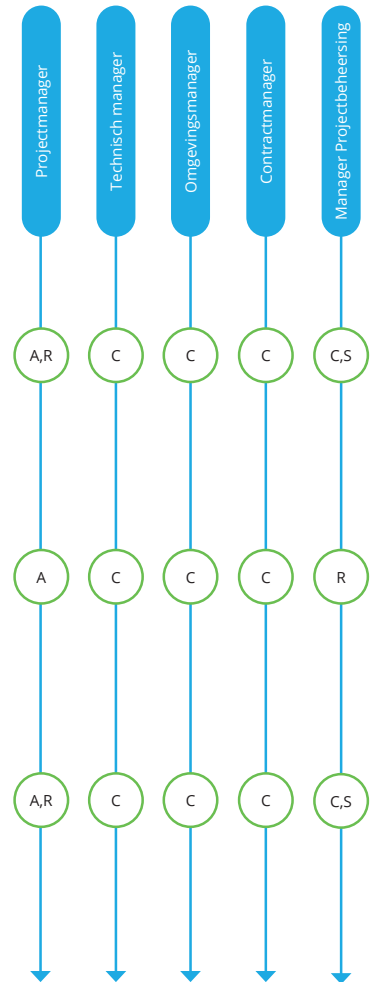 Projectmanager
Technisch manager
Omgevingsmanager
Contractmanager
Manager Projectbeheersing
A,R
C
C
C
C,S
A
C
C
C
R
A,R
C
C
C
C,S